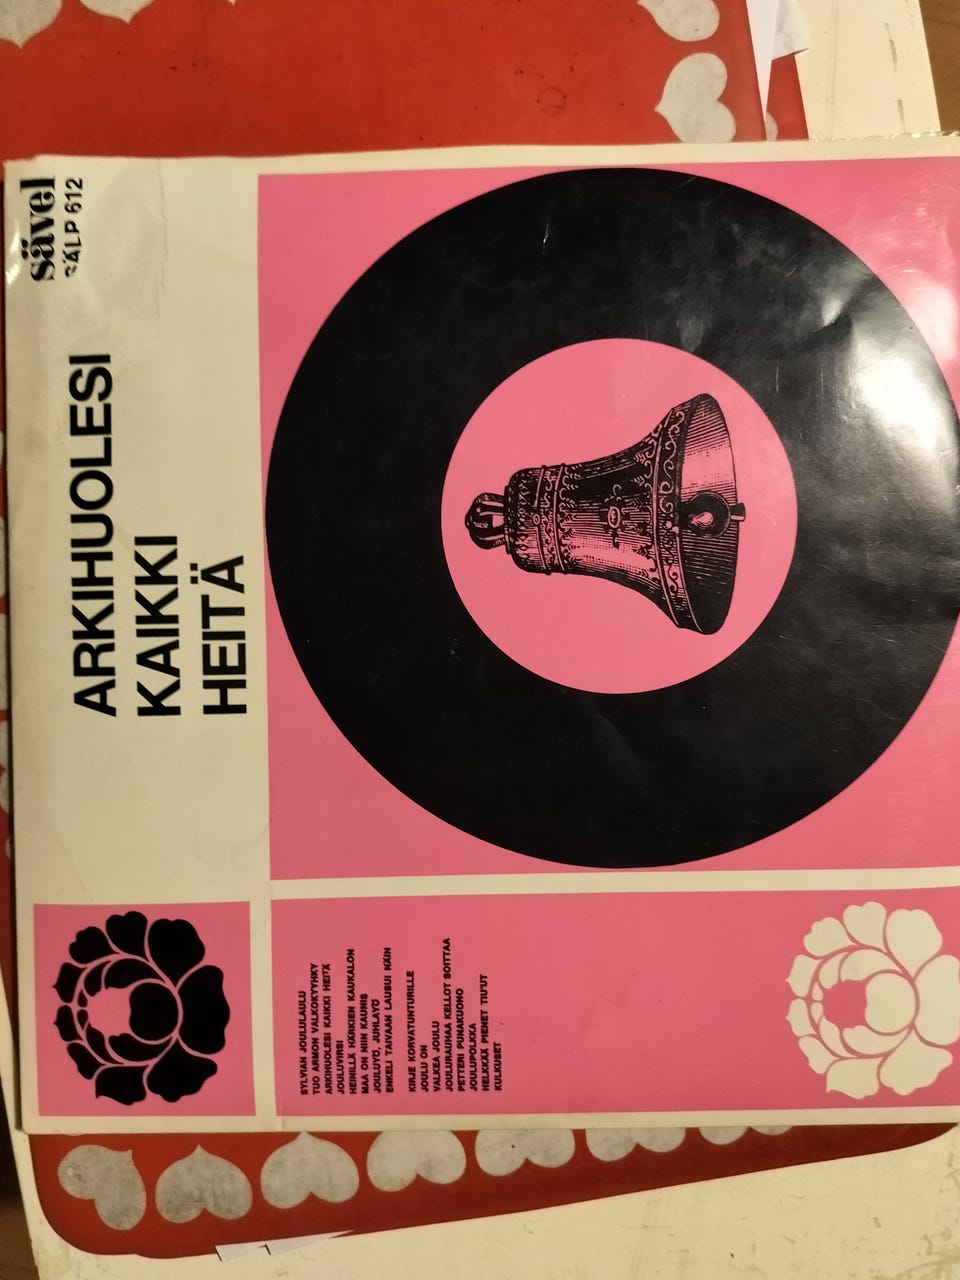 ARKIHUOLESI
KAIKKI
HEITÄ
sävel
SÄLP 612
SYLVIAN JOULULAULU
TUO ARMON VALKOKYYHKY
ARKIHUOLESI KAIKKI HEITÄ
JOULUVIRSI
HEINILLÄ HÄRKIEN KAUKALON
MAA ON NIIN KAUNIS
JOULUYÖ, JUHLAYÖ
ENKELI TAIVAAN LAUSUI NÄIN
KIRJE KORVATUNTURILLE
JOULU ON
VALKEA JOULU
JOULURAUHAA KELLOT SOITTAA
PETTERI PUNAKUONO
JOULUPOLKKA
HELKKÄÄ PIENET TIU'UT
KULKUSET